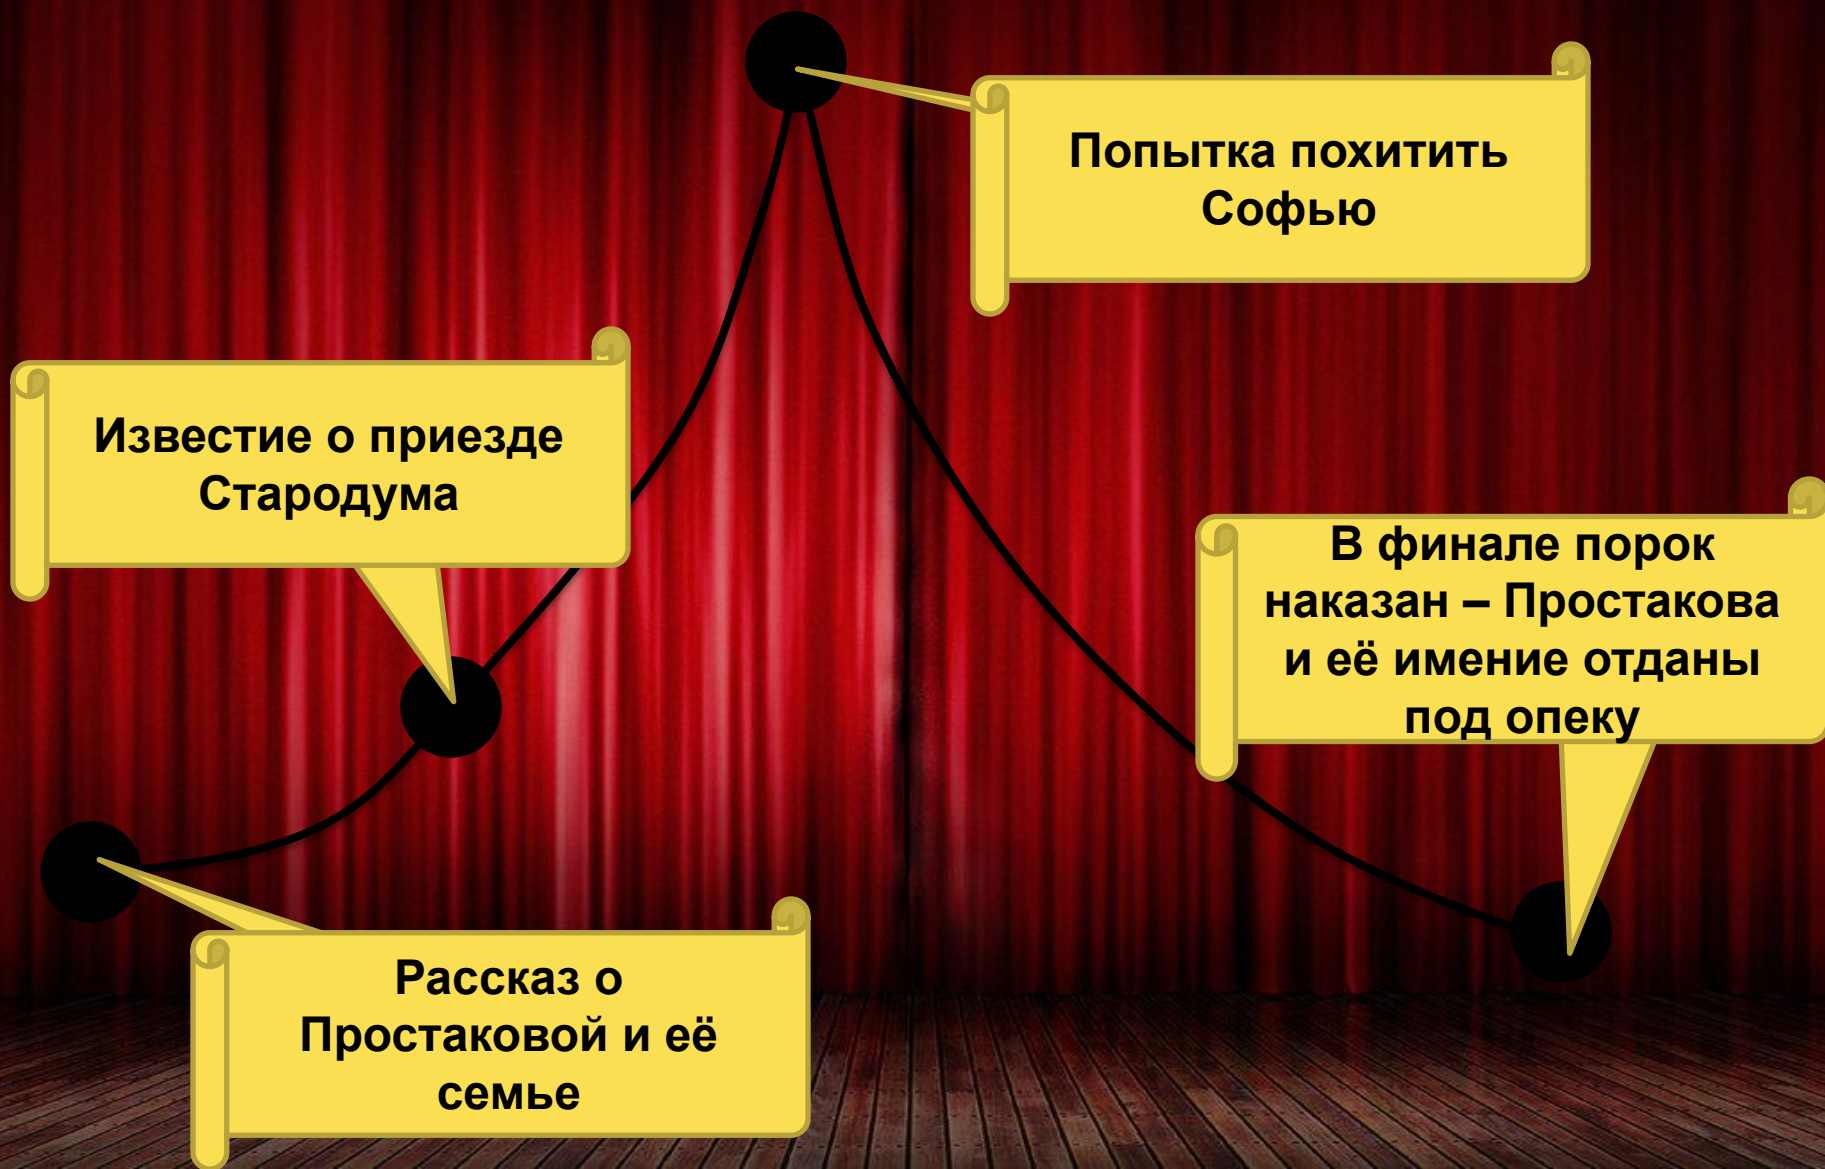 Попытка похитить
Софью
Известие о приезде
Стародума
В финале порок
наказан – Простакова
и её имение отданы
под опеку
Рассказ о
Простаковой и её
семье